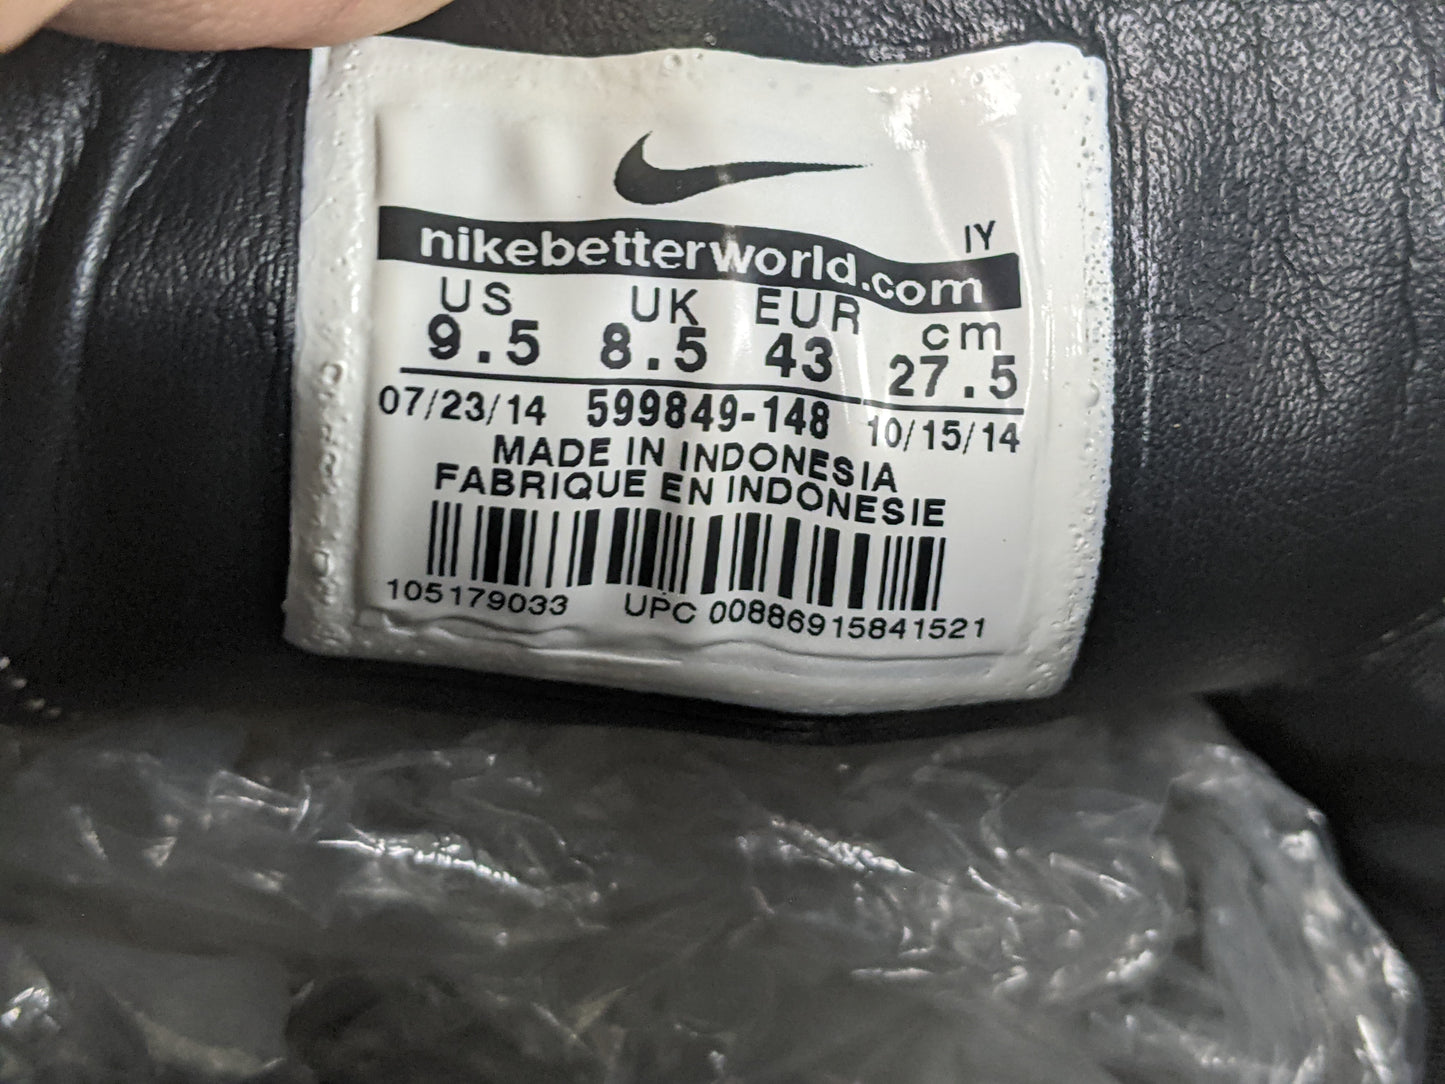 IY
nikebetterworld.com
US UK EUR cm
9.5 8.5 43 27.5
07/23/14 599849-148 10/15/14
MADE IN INDONESIA
FABRIQUE EN INDONESIE
105179033 UPC 00886915841521